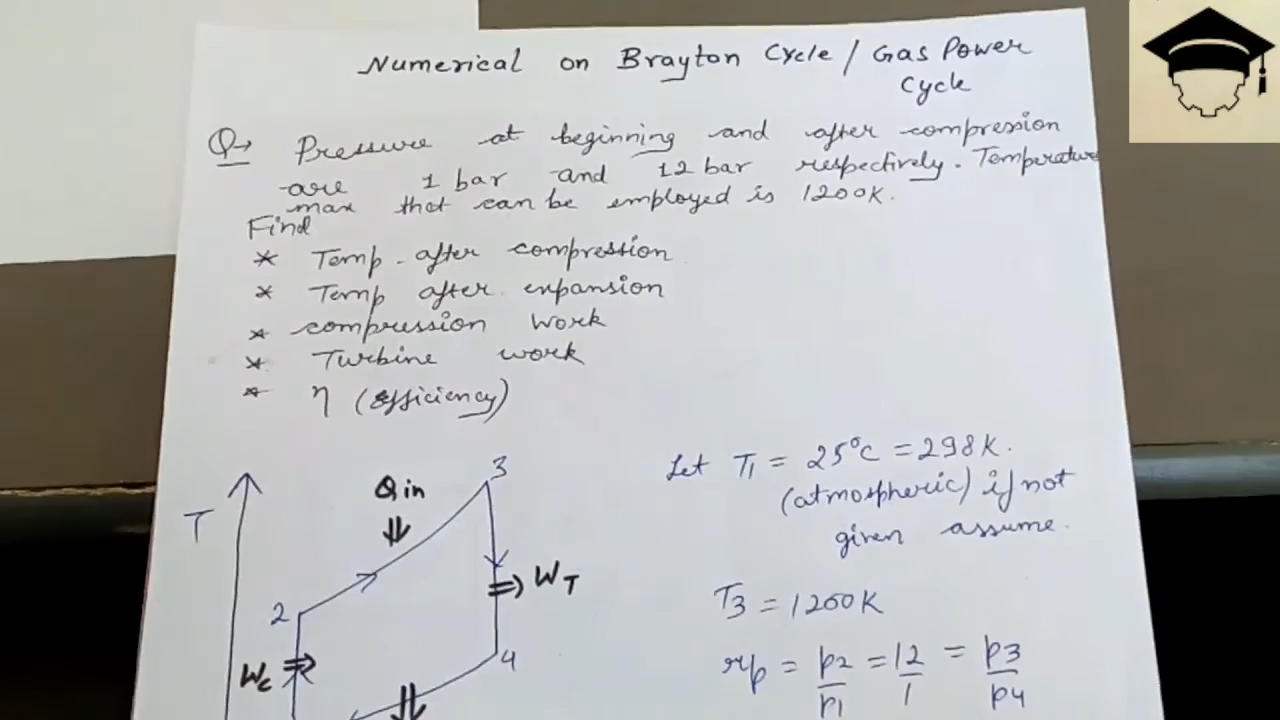 Numerical on Brayton Cycle / Gas Power
Cycle
Q→ Pressure at beginning and after compression
are 1 bar and 12 bar respectively. Temperature
max that can be employed is 1200K.
Find
* Temp. after compression
* Temp after expansion
* compression work
* Turbine work
* η (efficiency)
Let T1 = 25°C = 298K.
(atmospheric) if not
given assume.
T3 = 1200K
rp = p2/p1 = 12/1 = p3/p4
T
Qin
3
2
WT
4
Wc